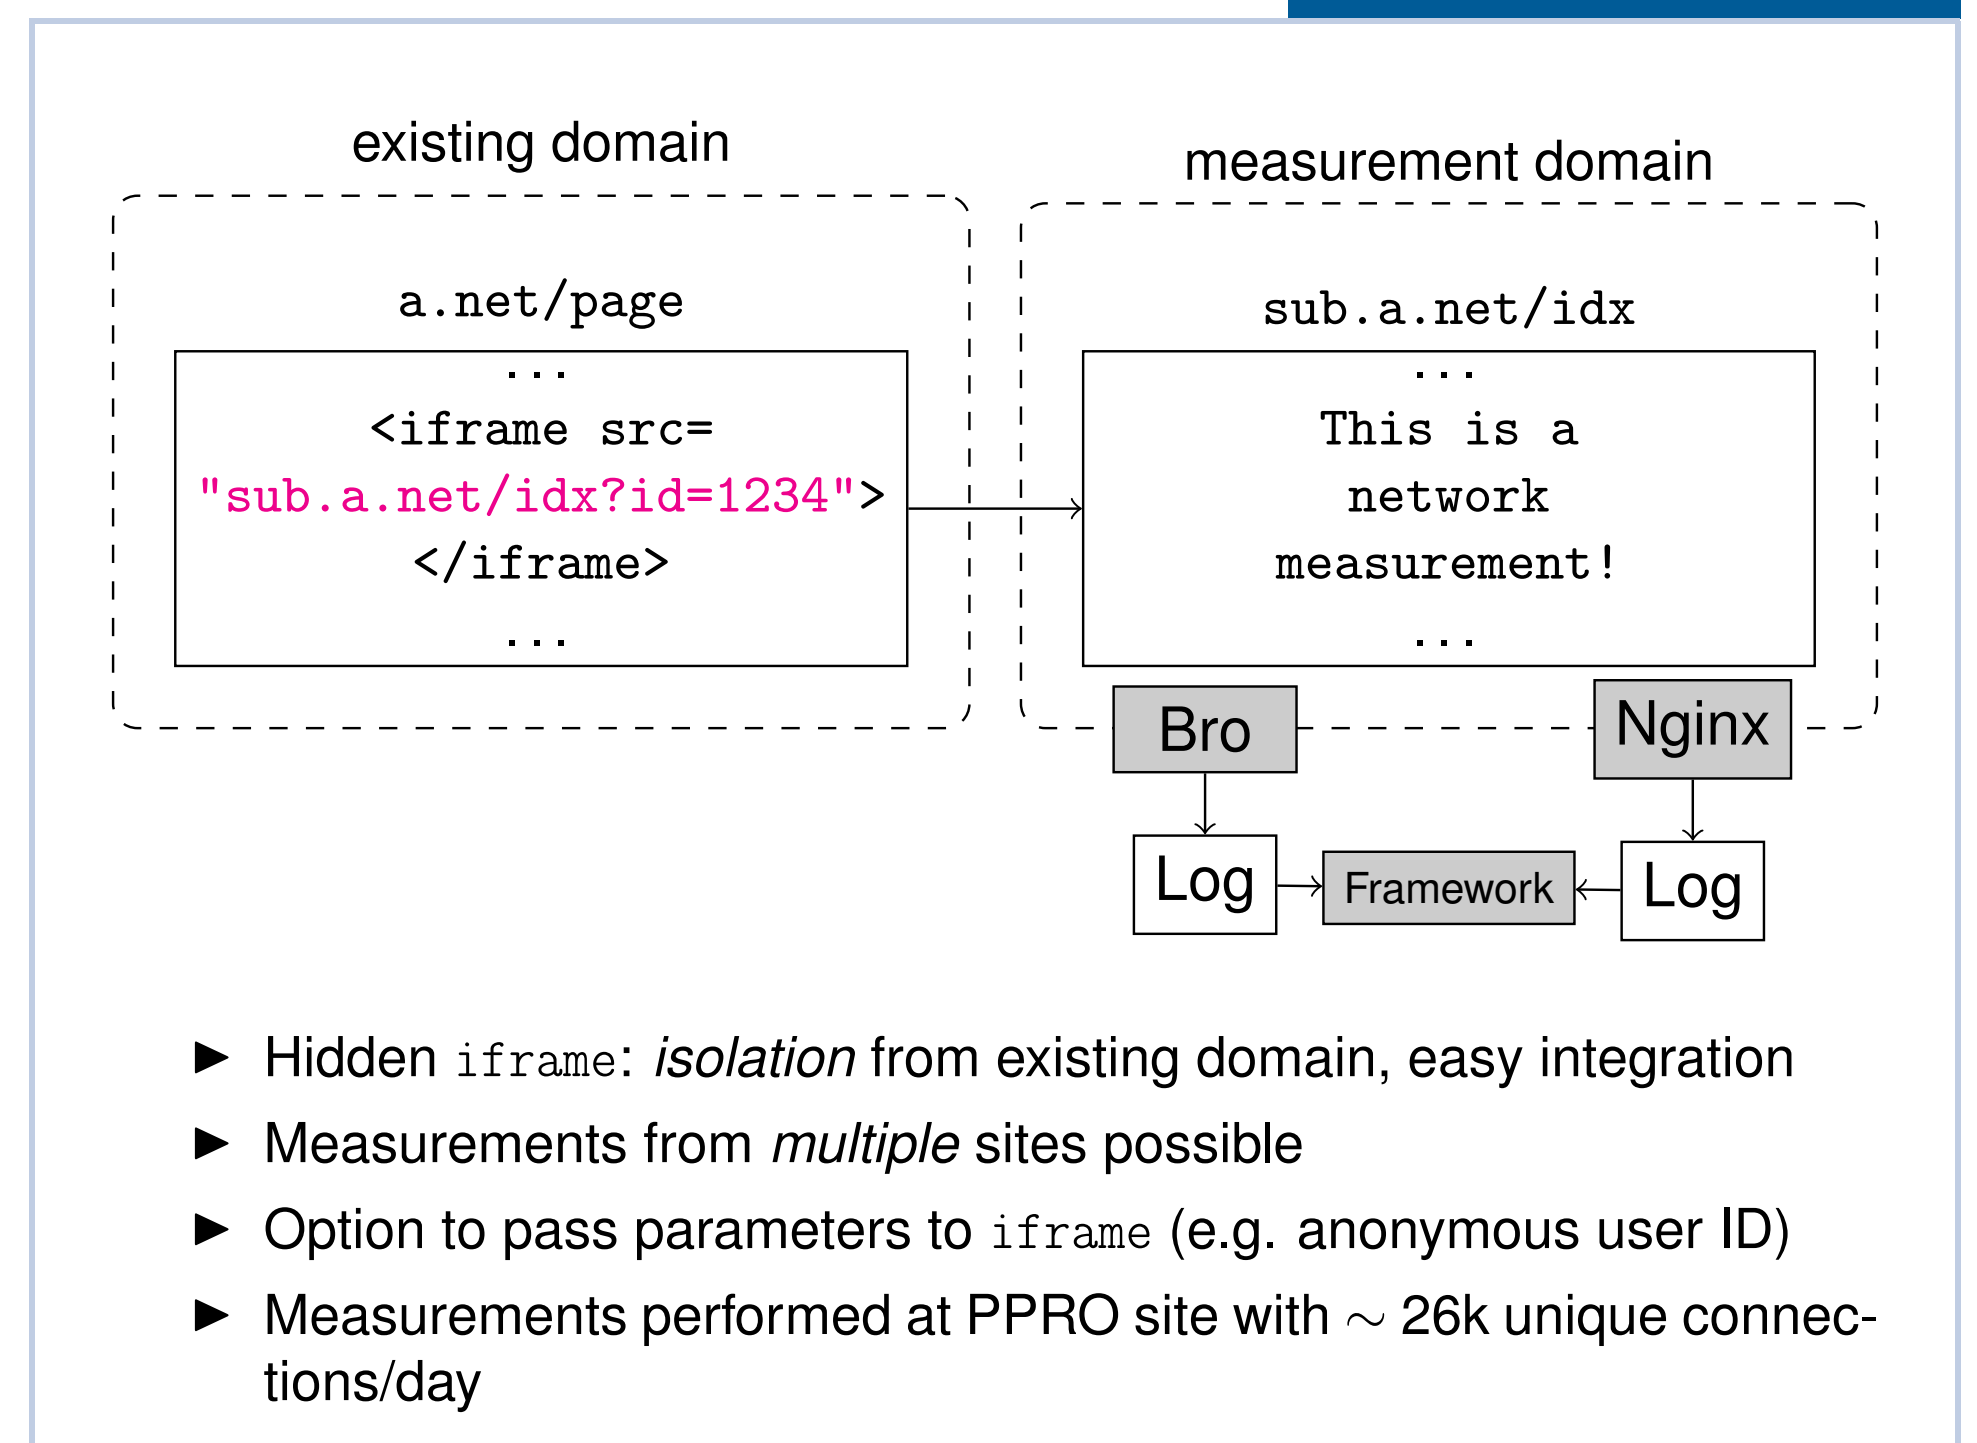 existing domain
measurement domain
a.net/page
...
<iframe src=
"sub.a.net/idx?id=1234">
</iframe>
...
sub.a.net/idx
...
This is a
network
measurement!
...
Bro
Nginx
Log
Framework
Log
► Hidden iframe: isolation from existing domain, easy integration
► Measurements from multiple sites possible
► Option to pass parameters to iframe (e.g. anonymous user ID)
► Measurements performed at PPRO site with ∼ 26k unique connec-
tions/day